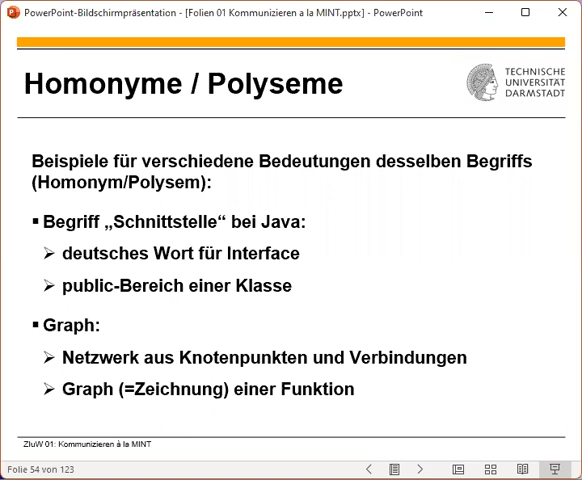 PowerPoint-Bildschirmpräsentation - [Folien 01 Kommunizieren a la MINT.pptx] - PowerPoint
Homonyme / Polyseme
TECHNISCHE
UNIVERSITÄT
DARMSTADT
Beispiele für verschiedene Bedeutungen desselben Begriffs
(Homonym/Polysem):
▪ Begriff „Schnittstelle“ bei Java:
➢ deutsches Wort für Interface
➢ public-Bereich einer Klasse
▪ Graph:
➢ Netzwerk aus Knotenpunkten und Verbindungen
➢ Graph (=Zeichnung) einer Funktion
ZIuW 01: Kommunizieren à la MINT
Folie 54 von 123